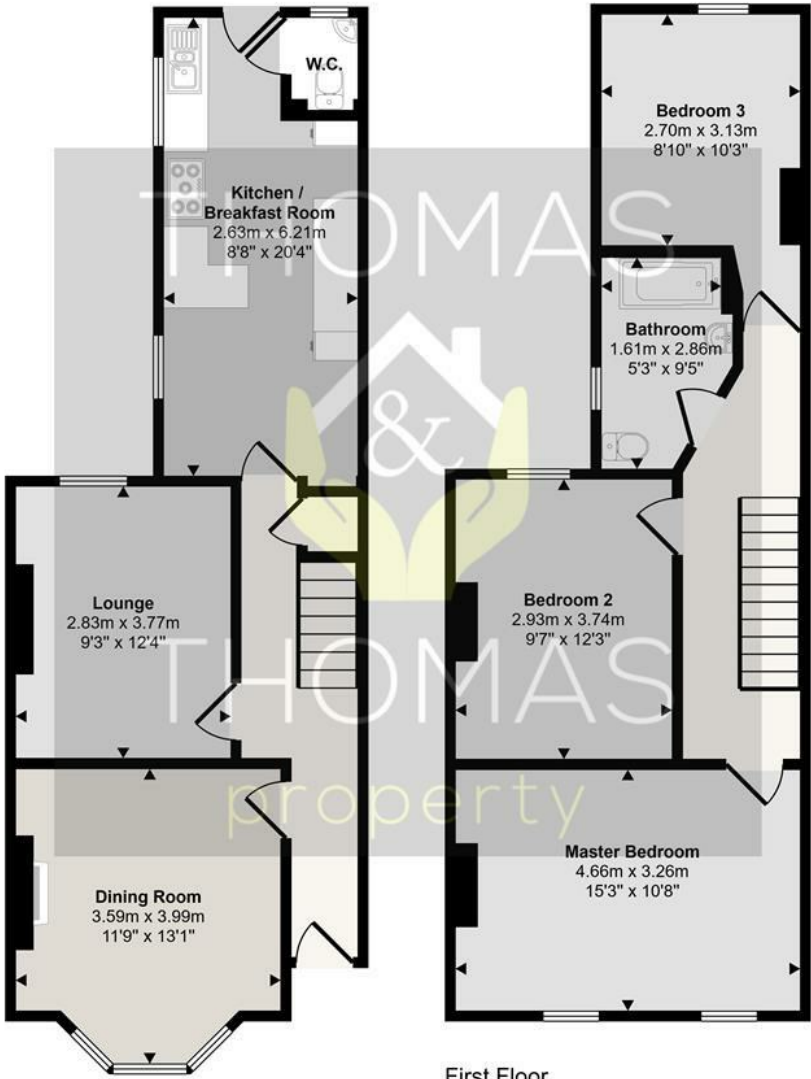 W.C.
Kitchen /
Breakfast Room
2.63m x 6.21m
8'8" x 20'4"
Lounge
2.83m x 3.77m
9'3" x 12'4"
Dining Room
3.59m x 3.99m
11'9" x 13'1"
Bedroom 3
2.70m x 3.13m
8'10" x 10'3"
Bathroom
1.61m x 2.86m
5'3" x 9'5"
Bedroom 2
2.93m x 3.74m
9'7" x 12'3"
Master Bedroom
4.66m x 3.26m
15'3" x 10'8"
First Floor
THOMAS
&
THOMAS
property